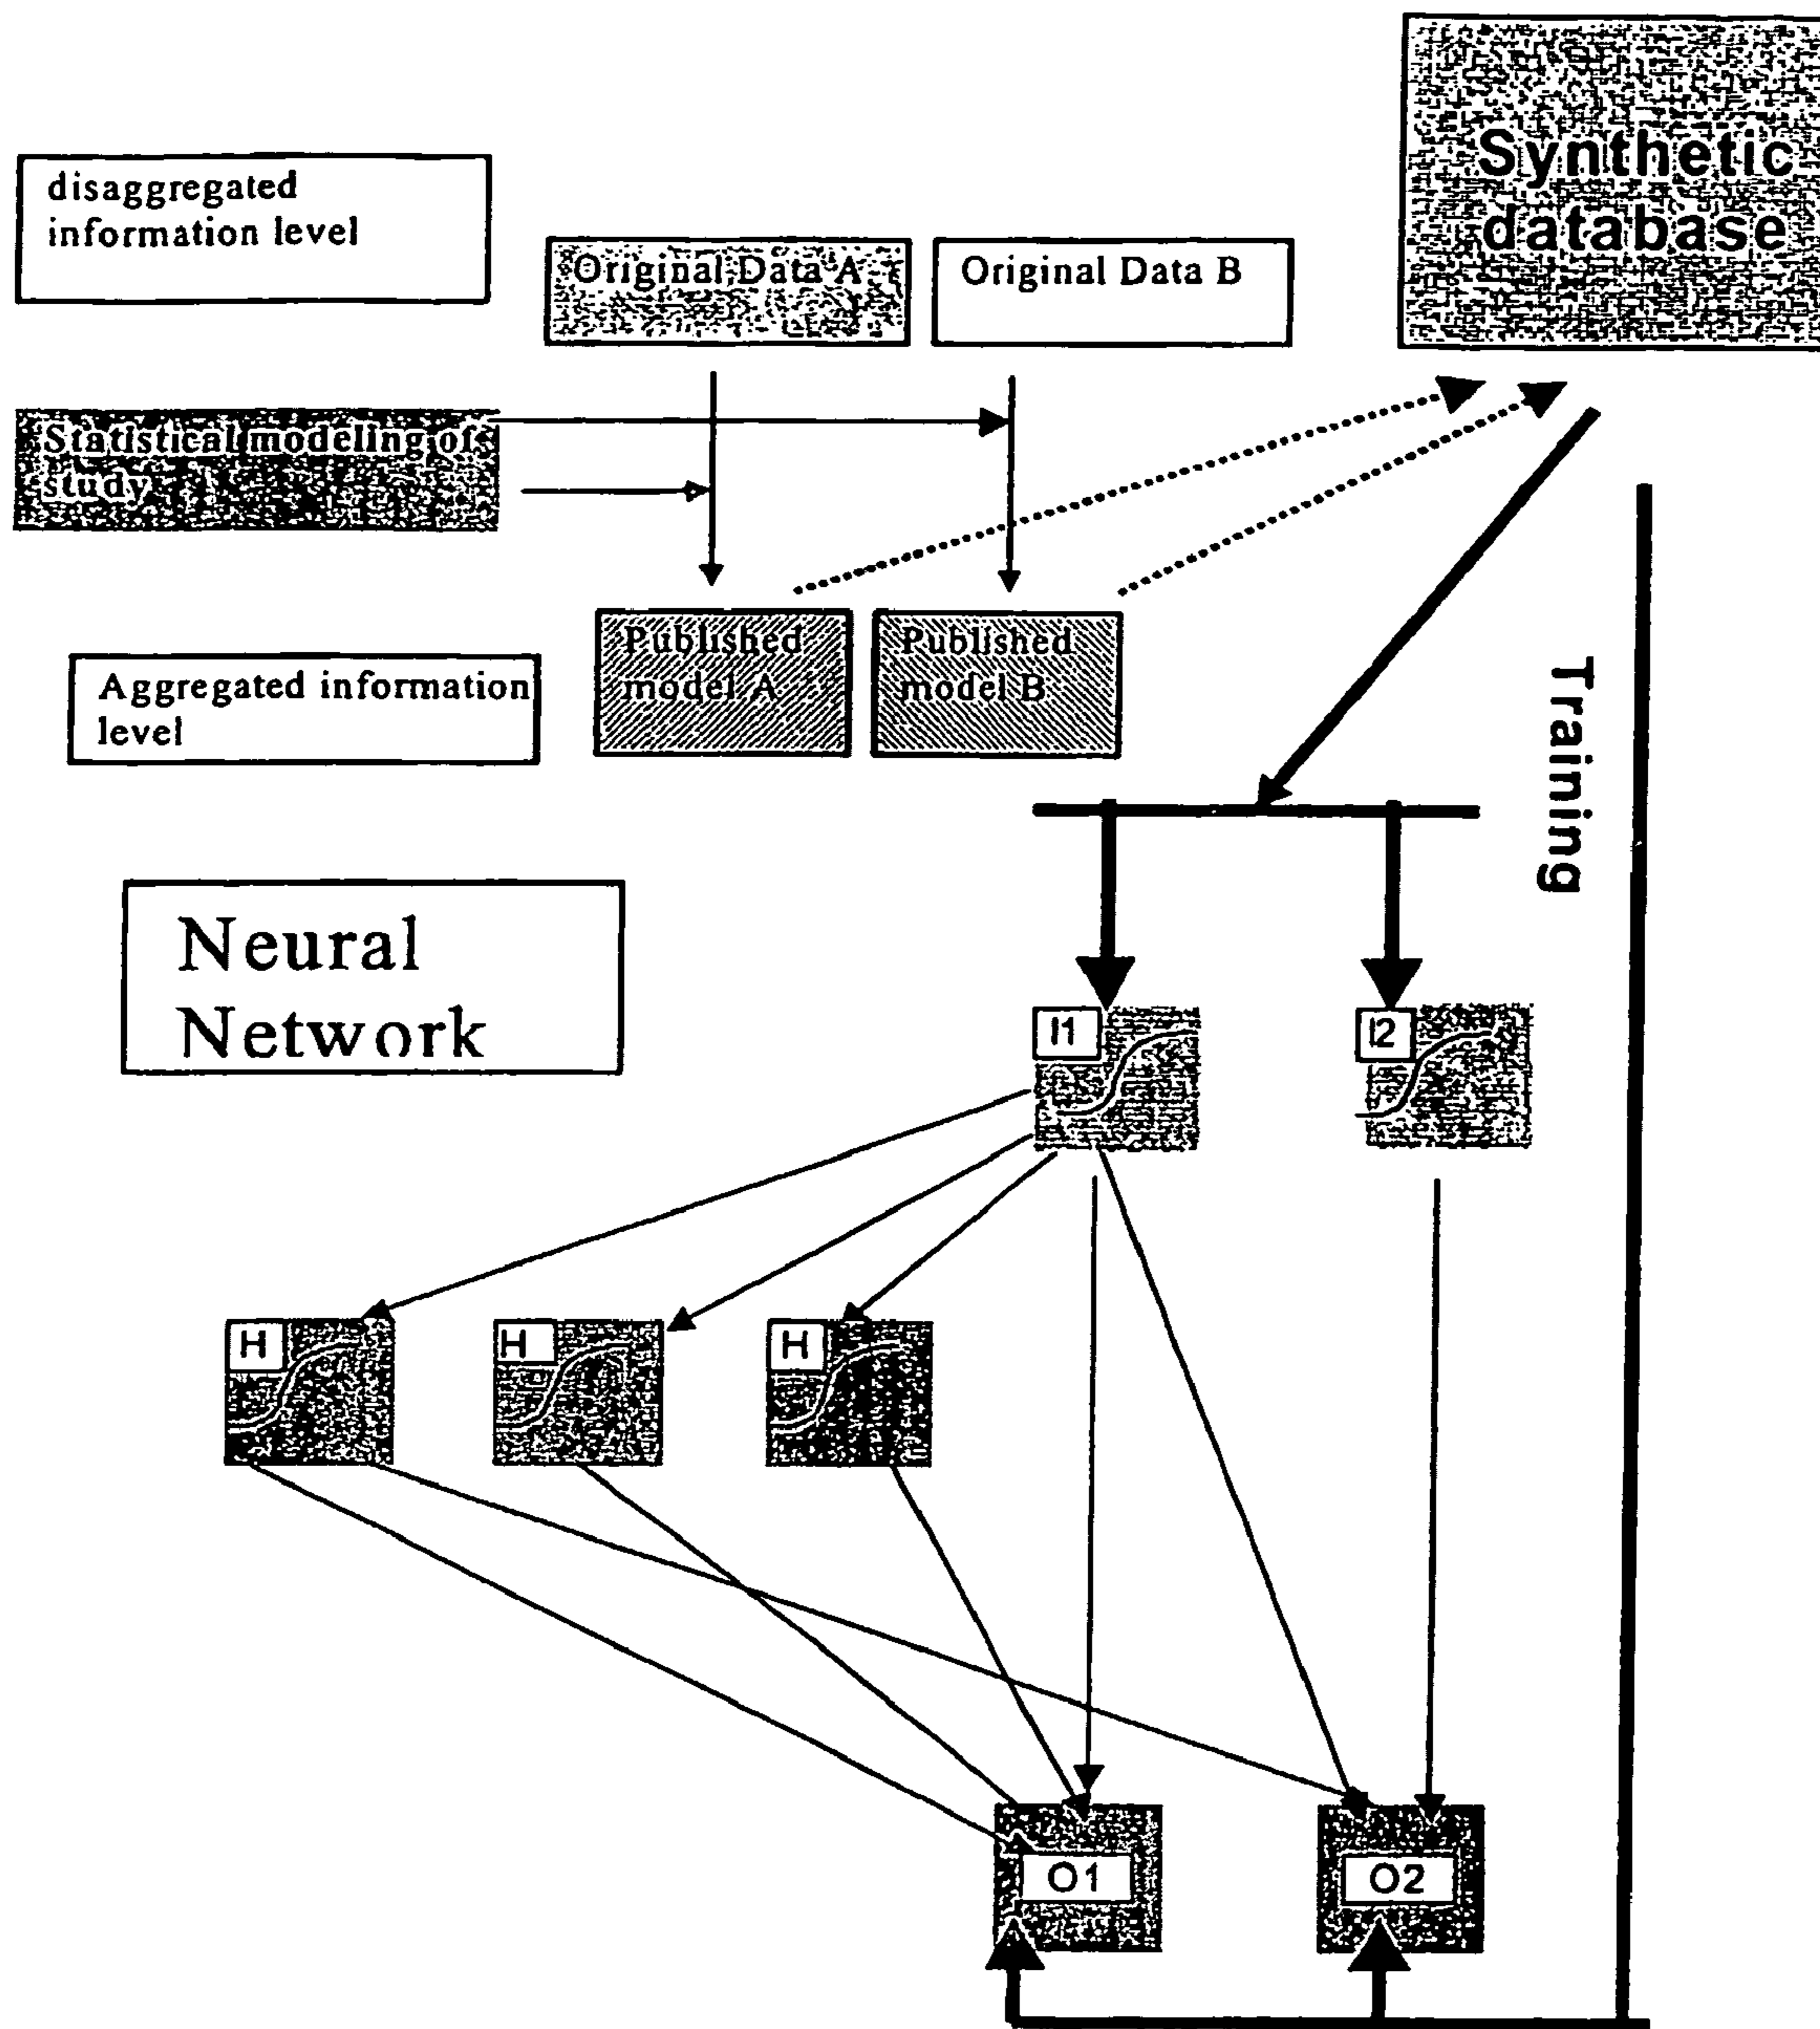 Synthetic
database
disaggregated
information level
Original Data A
Original Data B
Statistical modeling of
study
Published
model A
Published
model B
Aggregated information
level
Training
Neural
Network
I1
I2
H
H
H
O1
O2